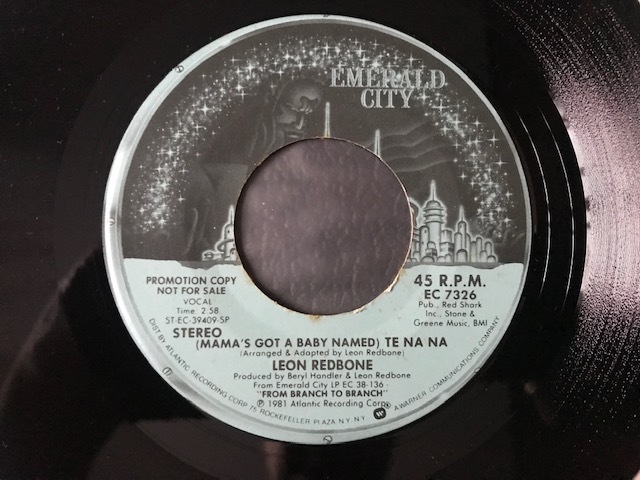 EMERALD
CITY
PROMOTION COPY
NOT FOR SALE
VOCAL
Time: 2:58
ST-EC-39409-SP
STEREO
45 R.P.M.
EC 7326
Pub., Red Shark
Inc., Stone &
Greene Music, BMI
(MAMA'S GOT A BABY NAMED) TE NA NA
(Arranged & Adapted by Leon Redbone)
LEON REDBONE
Produced by Beryl Handler & Leon Redbone
From Emerald City LP EC 38-136
"FROM BRANCH TO BRANCH"
℗ 1981 Atlantic Recording Corp.
DIST BY ATLANTIC RECORDING CORP 75 ROCKEFELLER PLAZA N.Y. N.Y. W A WARNER COMMUNICATIONS CO.